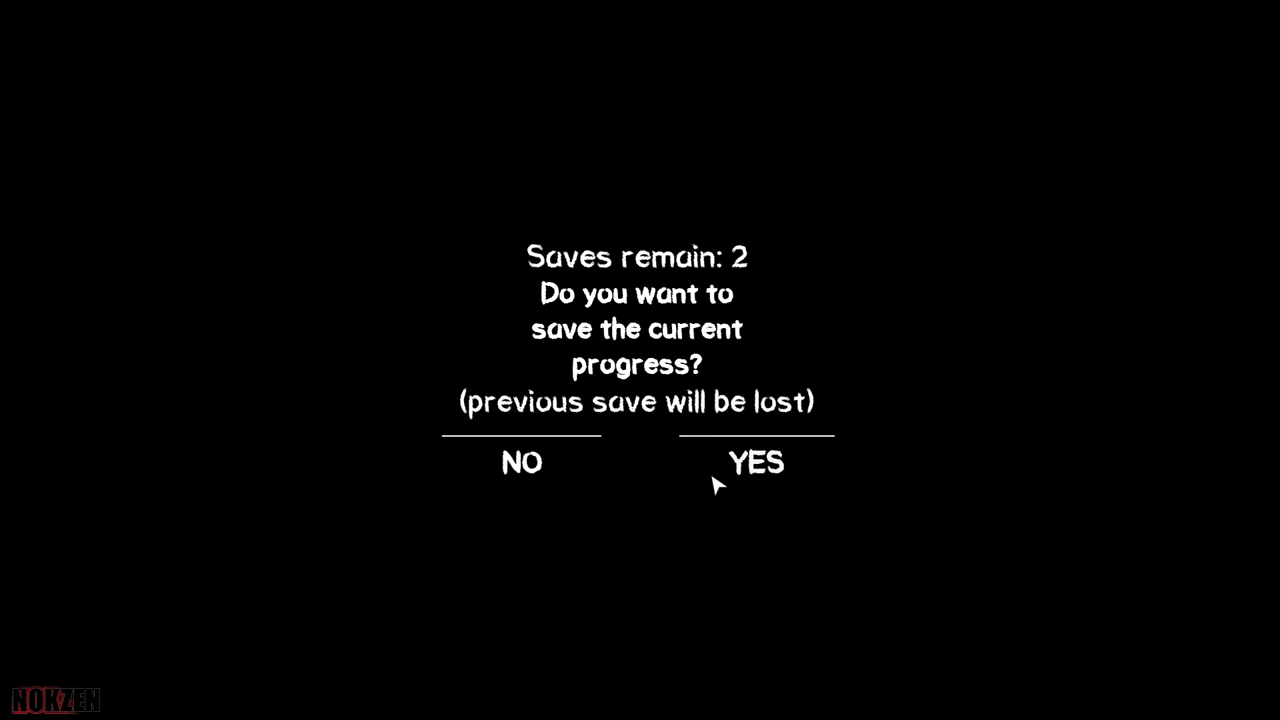 Saves remain: 2
Do you want to
save the current
progress?
(previous save will be lost)
NO YES
NOKZEN